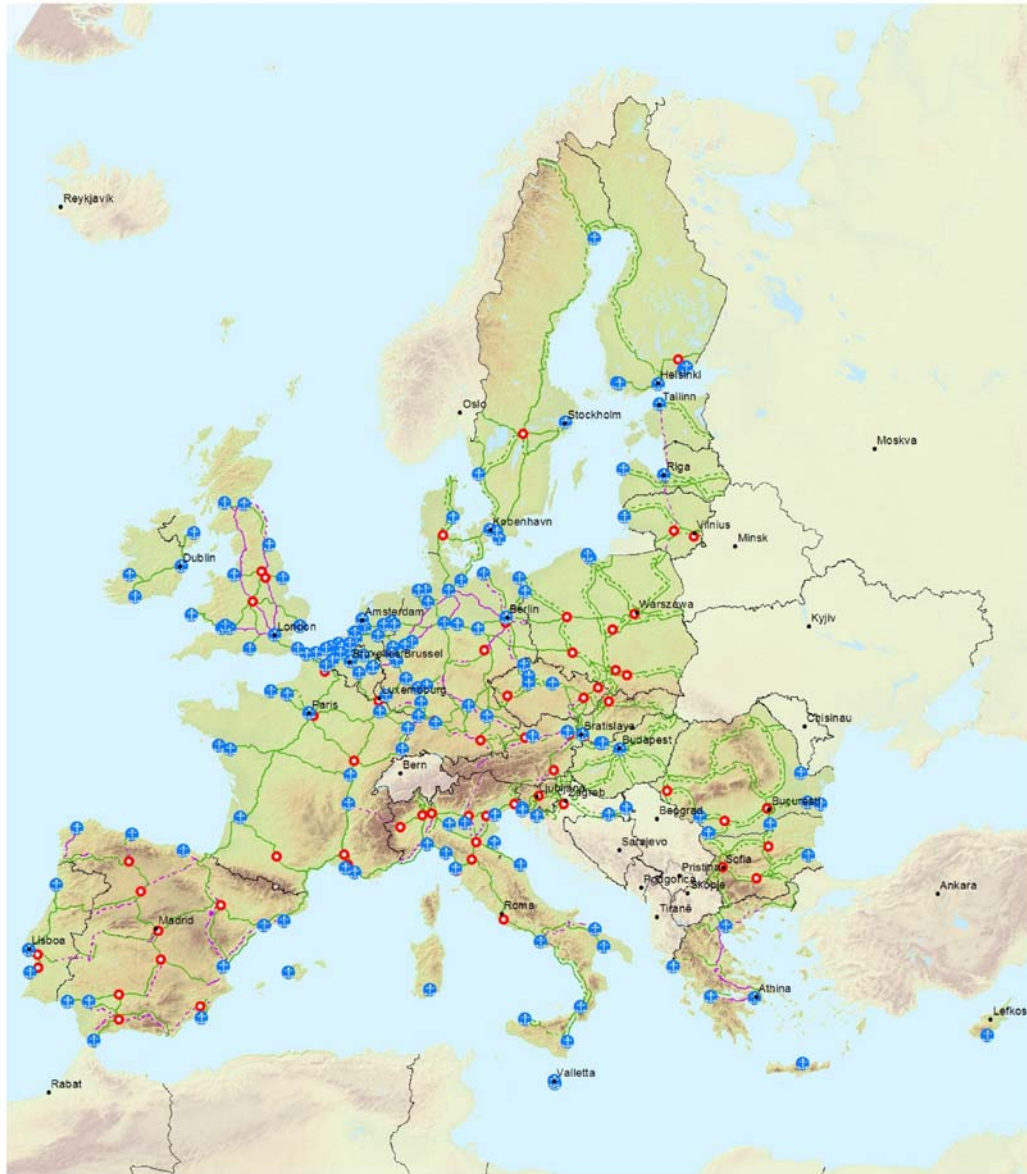 Reykjavík
Helsinki
Tallinn
Oslo
Stockholm
Moskva
Riga
København
Vilnius
Minsk
Dublin
Amsterdam
Berlin
Warszawa
London
Kyjiv
Bruxelles/Brussel
Luxembourg
Paris
Bratislava
Chisinau
Budapest
Bern
Ljubljana
Zagreb
Bucuresti
Beograd
Sarajevo
Pristina
Sofia
Podgorica
Skopje
Ankara
Roma
Tiranë
Madrid
Lisboa
Athina
Lefkos
Valletta
Rabat